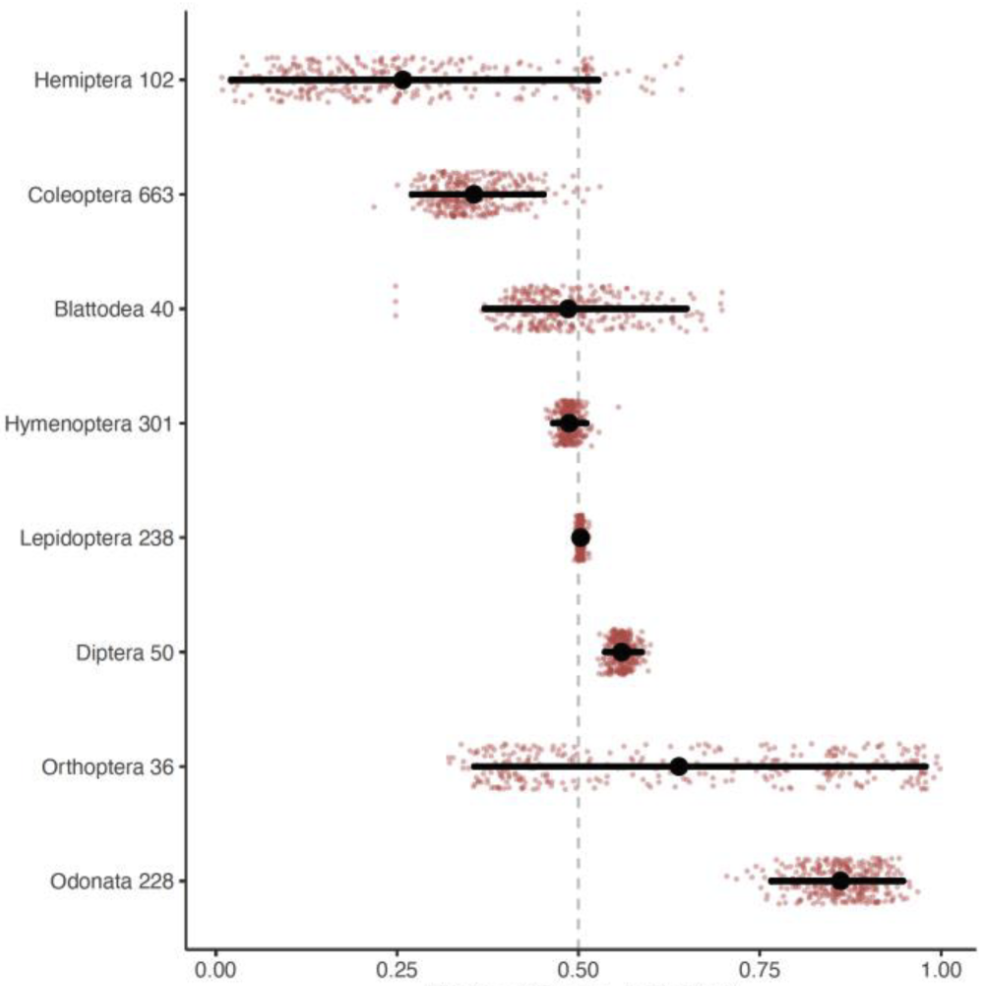 Hemiptera 102
Coleoptera 663
Blattodea 40
Hymenoptera 301
Lepidoptera 238
Diptera 50
Orthoptera 36
Odonata 228
0.00 0.25 0.50 0.75 1.00